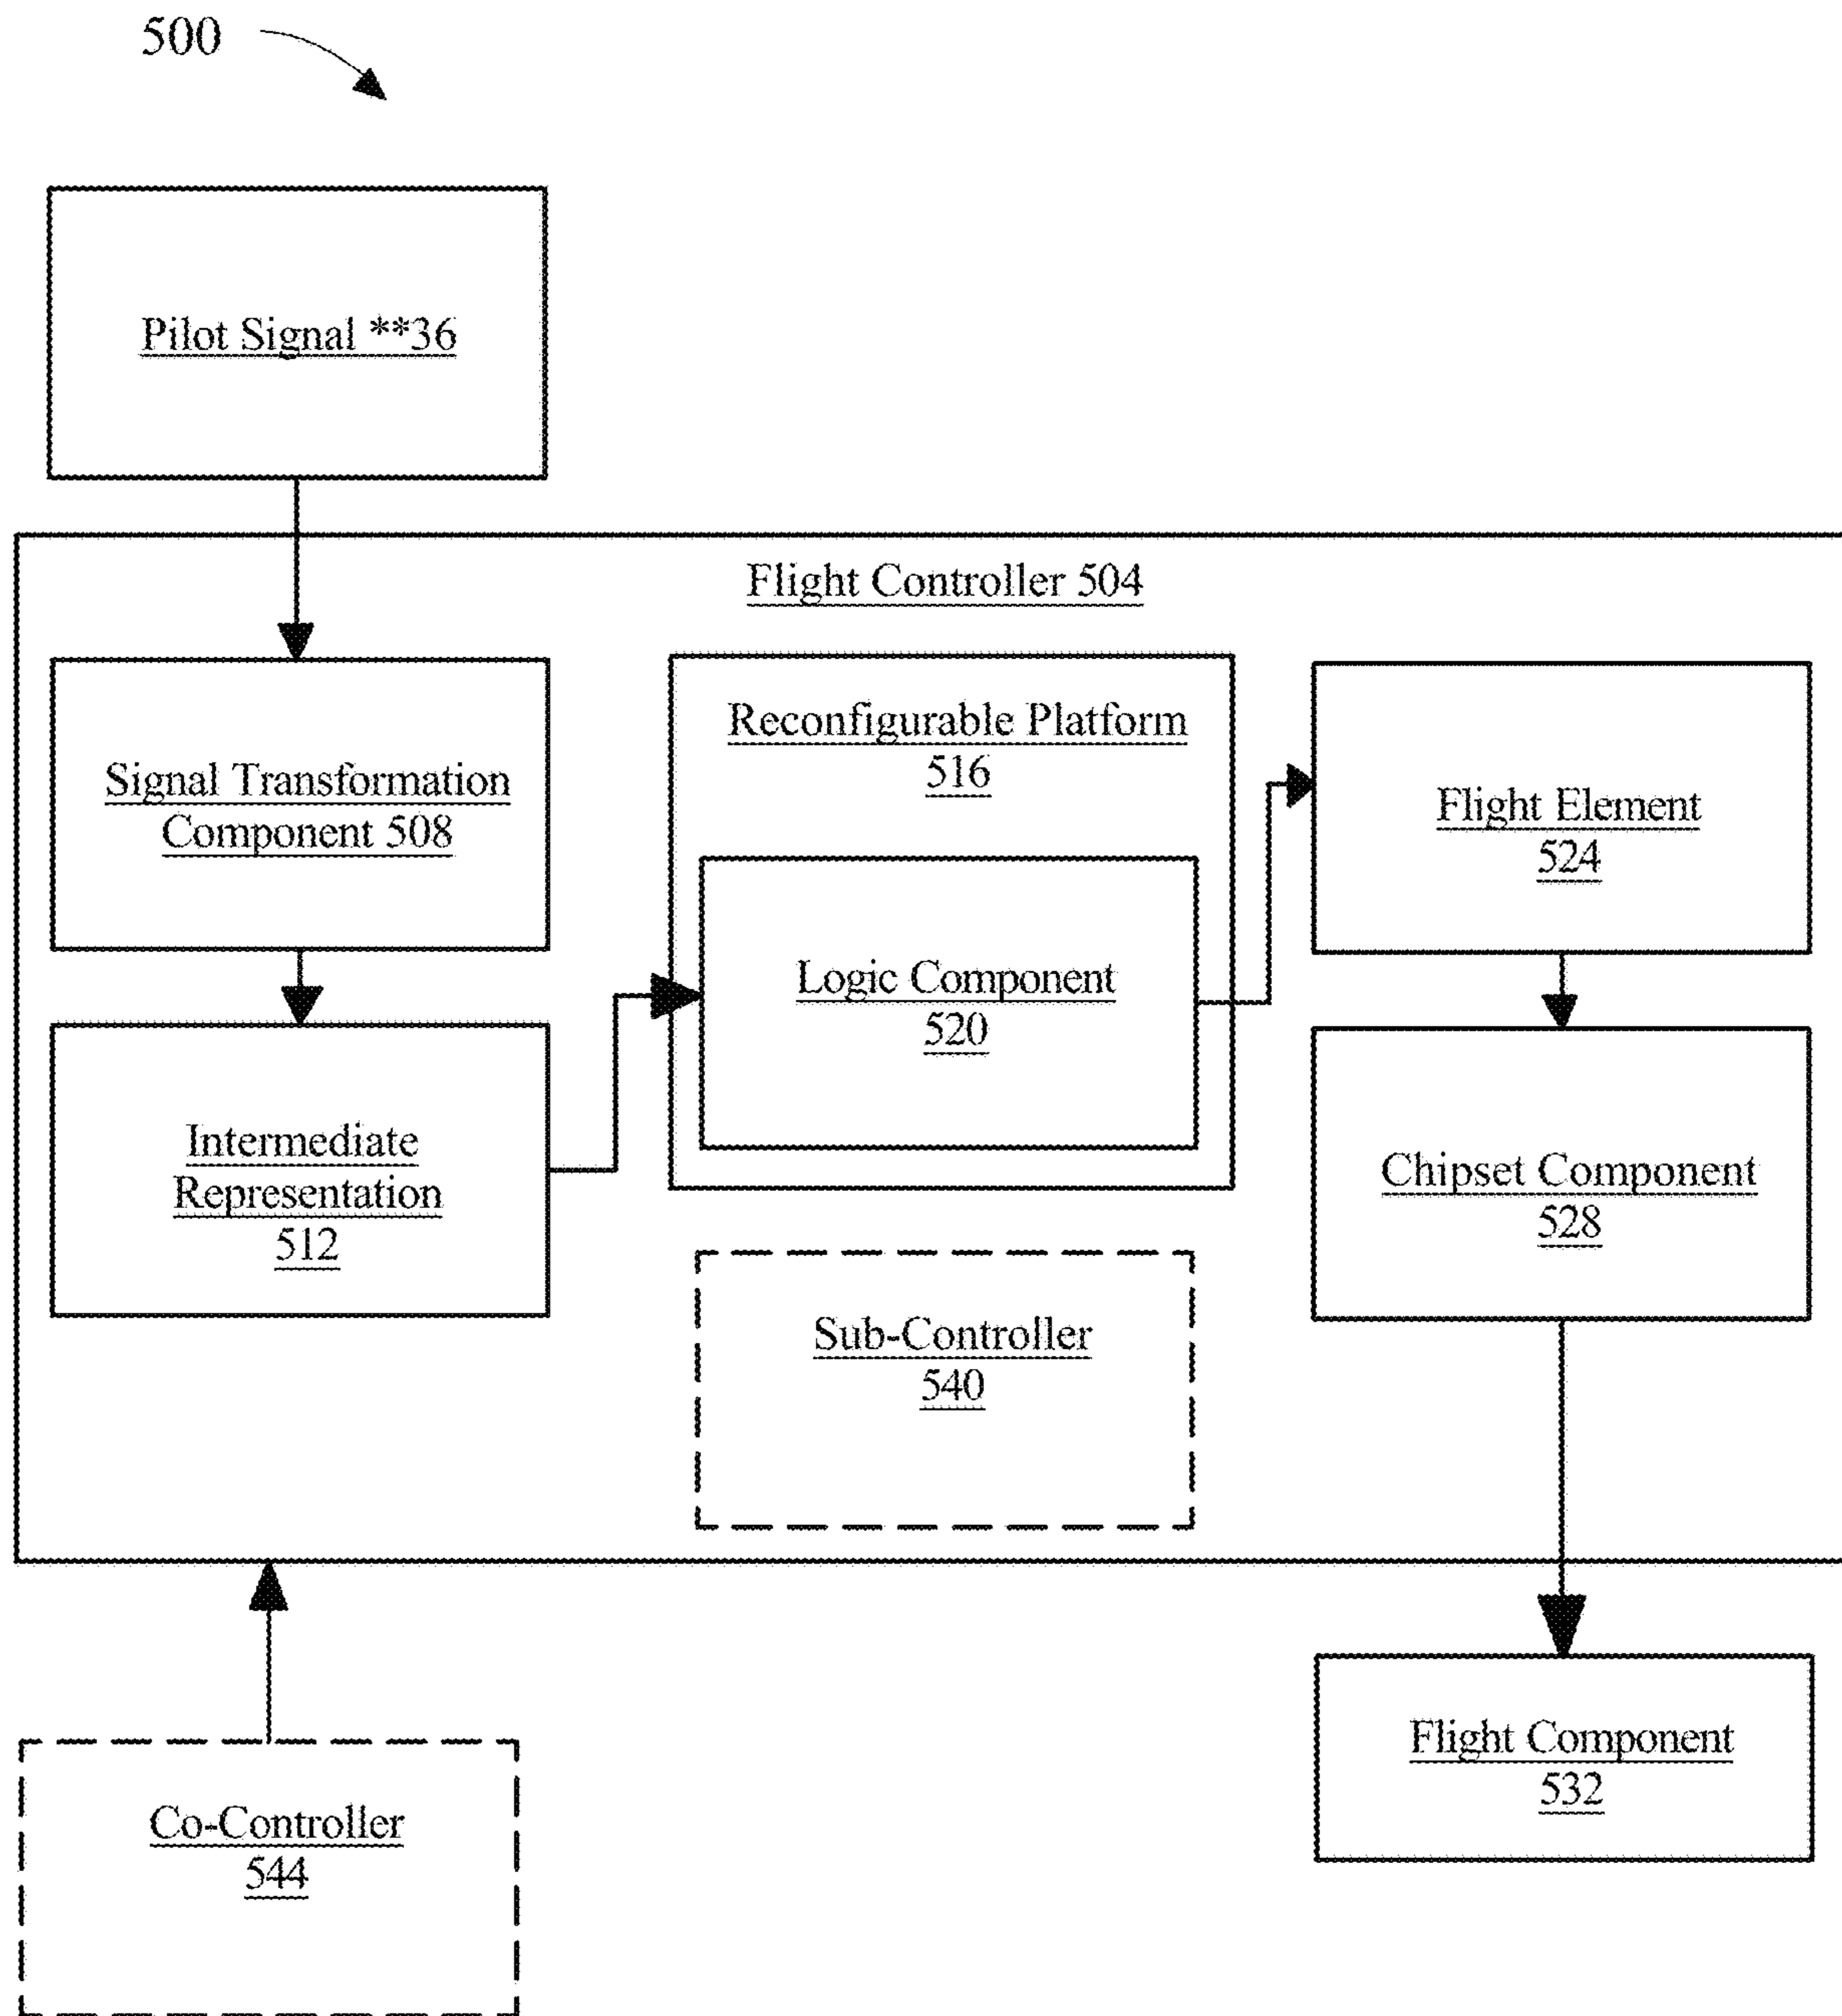 500
Pilot Signal **36
Flight Controller 504
Signal Transformation
Component 508
Intermediate
Representation
512
Reconfigurable Platform
516
Logic Component
520
Sub-Controller
540
Flight Element
524
Chipset Component
528
Co-Controller
544
Flight Component
532